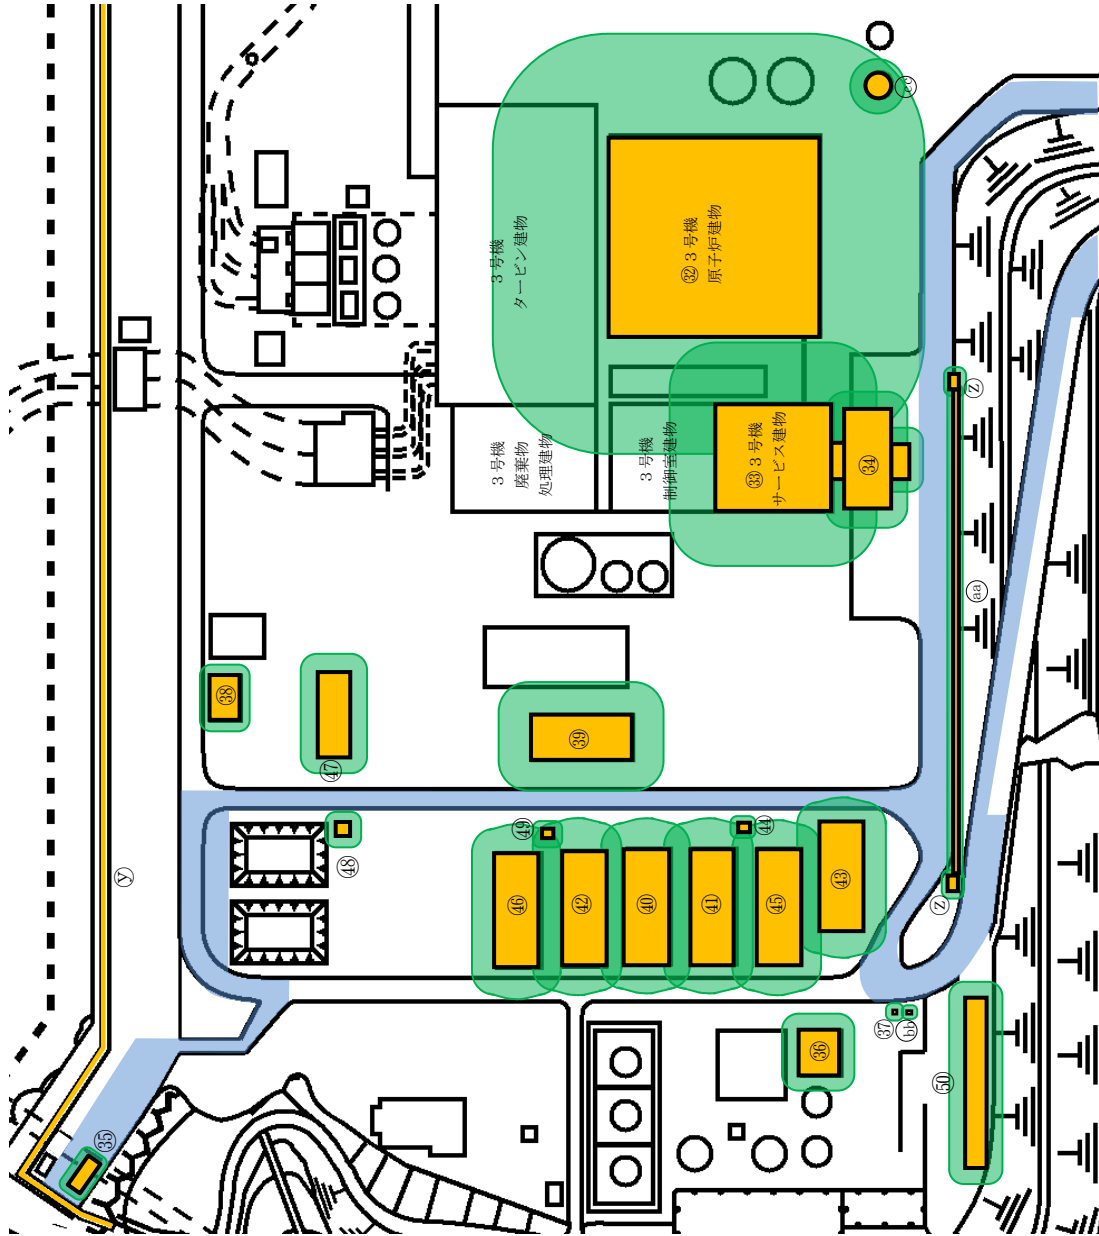 cc
3号機
タービン建物
㉜3号機
原子炉建物
z
3号機
廃棄物
処理建物
3号機
制御室建物
㉝3号機
サービス建物
㉞
aa
㊳
㊼
㊴
y
㊽
㊾
㊹
㊻
㊷
㊵
㊶
㊺
㊸
z
㊲
bb
㊱
㊿
㉟